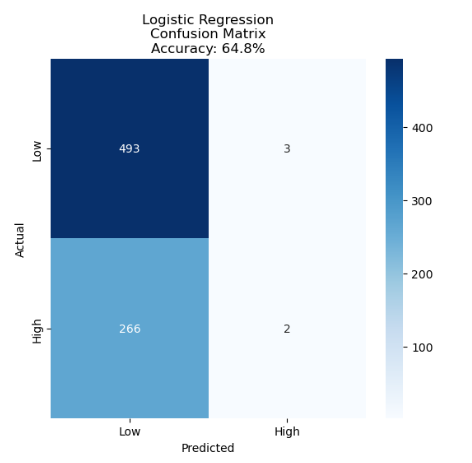 Logistic Regression
Confusion Matrix
Accuracy: 64.8%
Low
493
3
High
266
2
Actual
Low
High
Predicted
400
300
200
100